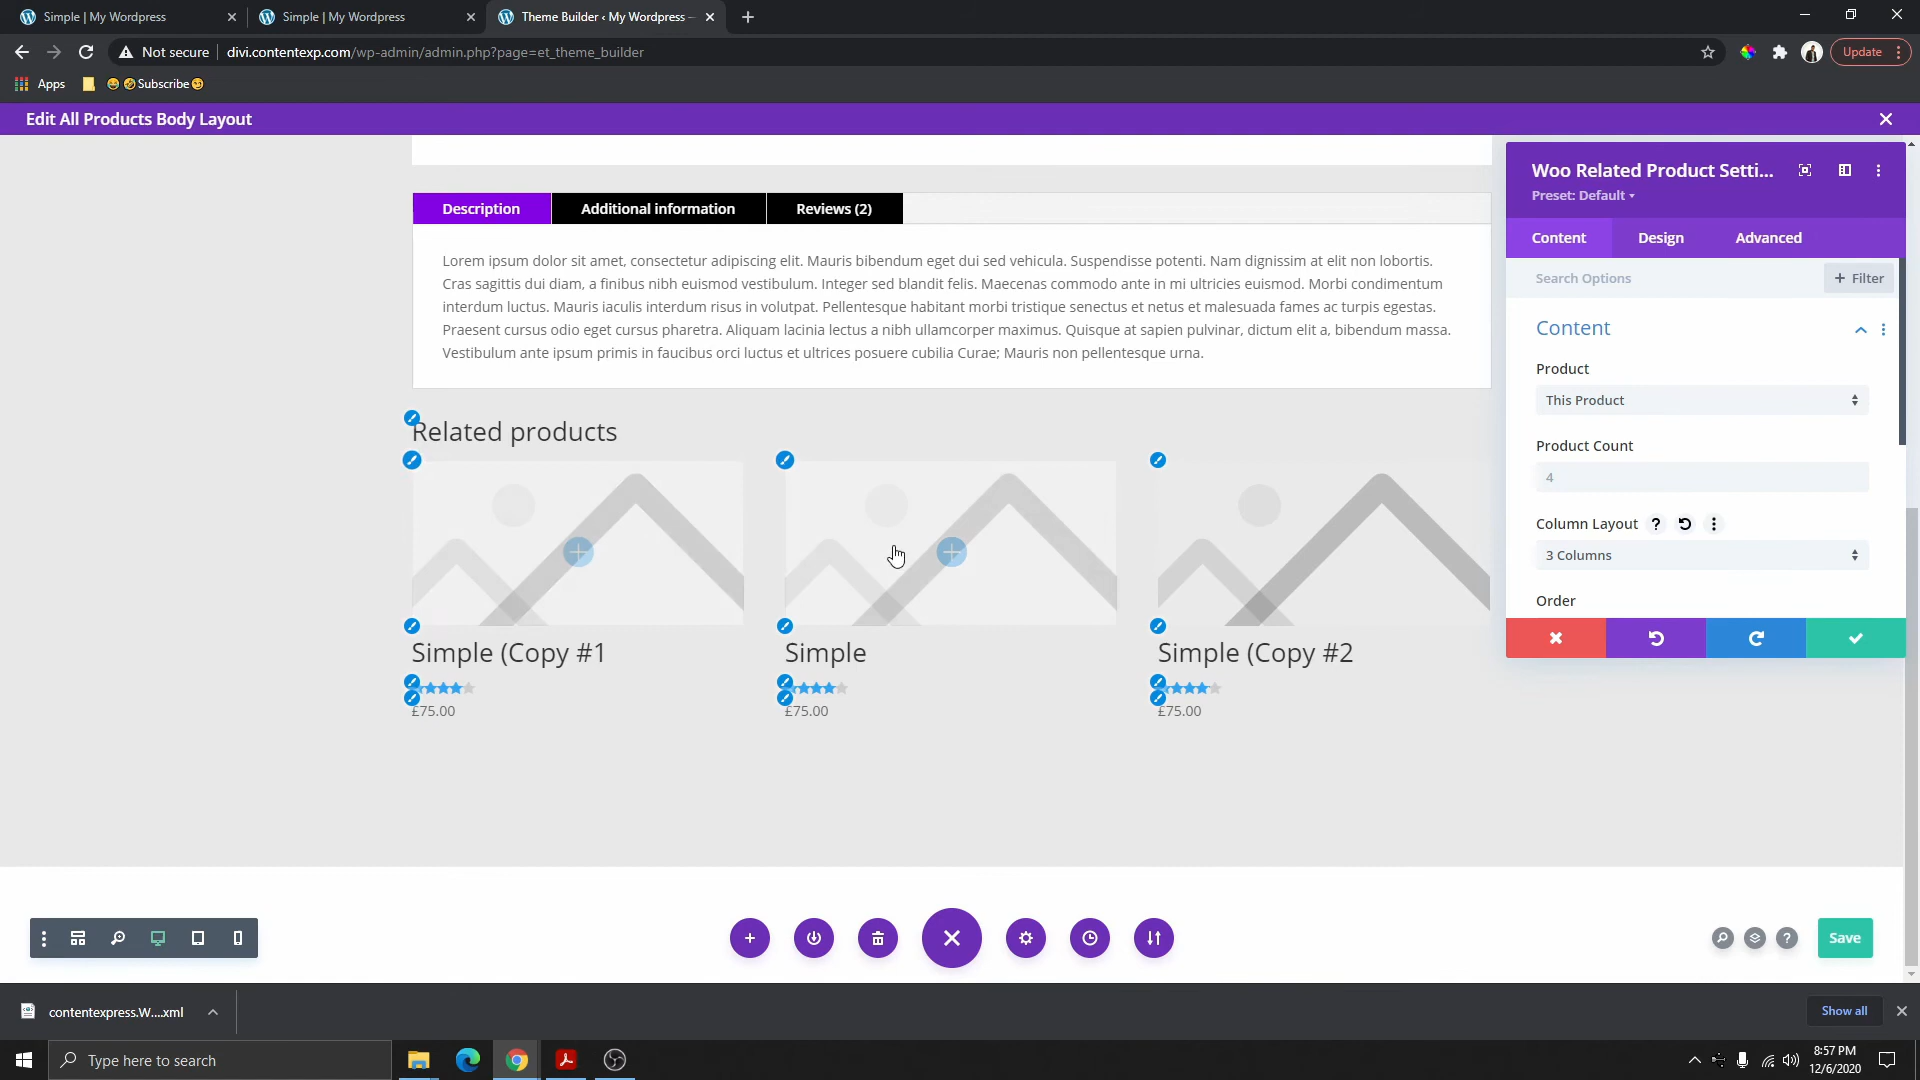 Simple | My Wordpress
Simple | My Wordpress
Theme Builder ‹ My Wordpress –
Not secure
divi.contentexp.com/wp-admin/admin.php?page=et_theme_builder
Update
Apps
😂🤣Subscribe😏
Edit All Products Body Layout
Description
Additional information
Reviews (2)
Lorem ipsum dolor sit amet, consectetur adipiscing elit. Mauris bibendum eget dui sed vehicula. Suspendisse potenti. Nam dignissim at elit non lobortis.
Cras sagittis dui diam, a finibus nibh euismod vestibulum. Integer sed blandit felis. Maecenas commodo ante in mi ultricies euismod. Morbi condimentum
interdum luctus. Mauris iaculis interdum risus in volutpat. Pellentesque habitant morbi tristique senectus et netus et malesuada fames ac turpis egestas.
Praesent cursus odio eget cursus pharetra. Aliquam lacinia lectus a nibh ullamcorper maximus. Quisque at sapien pulvinar, dictum elit a, bibendum massa.
Vestibulum ante ipsum primis in faucibus orci luctus et ultrices posuere cubilia Curae; Mauris non pellentesque urna.
Related products
Simple (Copy #1
£75.00
Simple
£75.00
Simple (Copy #2
£75.00
Woo Related Product Setti...
Preset: Default
Content
Design
Advanced
Search Options
+ Filter
Content
Product
This Product
Product Count
4
Column Layout
3 Columns
Order
Save
contentexpress.W....xml
Show all
Type here to search
8:57 PM
12/6/2020